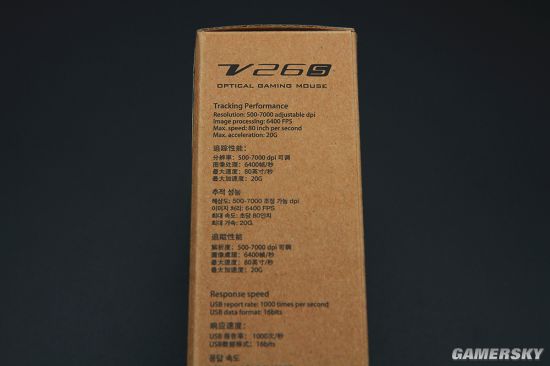 V26S
OPTICAL GAMING MOUSE
Tracking Performance
Resolution: 500-7000 adjustable dpi
Image processing: 6400 FPS
Max. speed: 80 inch per second
Max. acceleration: 20G
追踪性能：
分辨率：500-7000 dpi 可調
图像处理：6400帧/秒
最大速度：80英寸/秒
最大加速度：20G
추적 성능
해상도: 500-7000 조정 가능 dpi
이미지 처리: 6400 FPS
최대 속도: 초당 80인치
최대 가속: 20G
追蹤性能
解析度：500-7000 dpi 可調
圖像處理：6400幀/秒
最大速度：80英寸/秒
最大加速度：20G
Response speed
USB report rate: 1000 times per second
USB data format: 16bits
响应速度：
USB 报告率：1000次/秒
USB数据格式：16bits
응답 속도
GAMERSKY